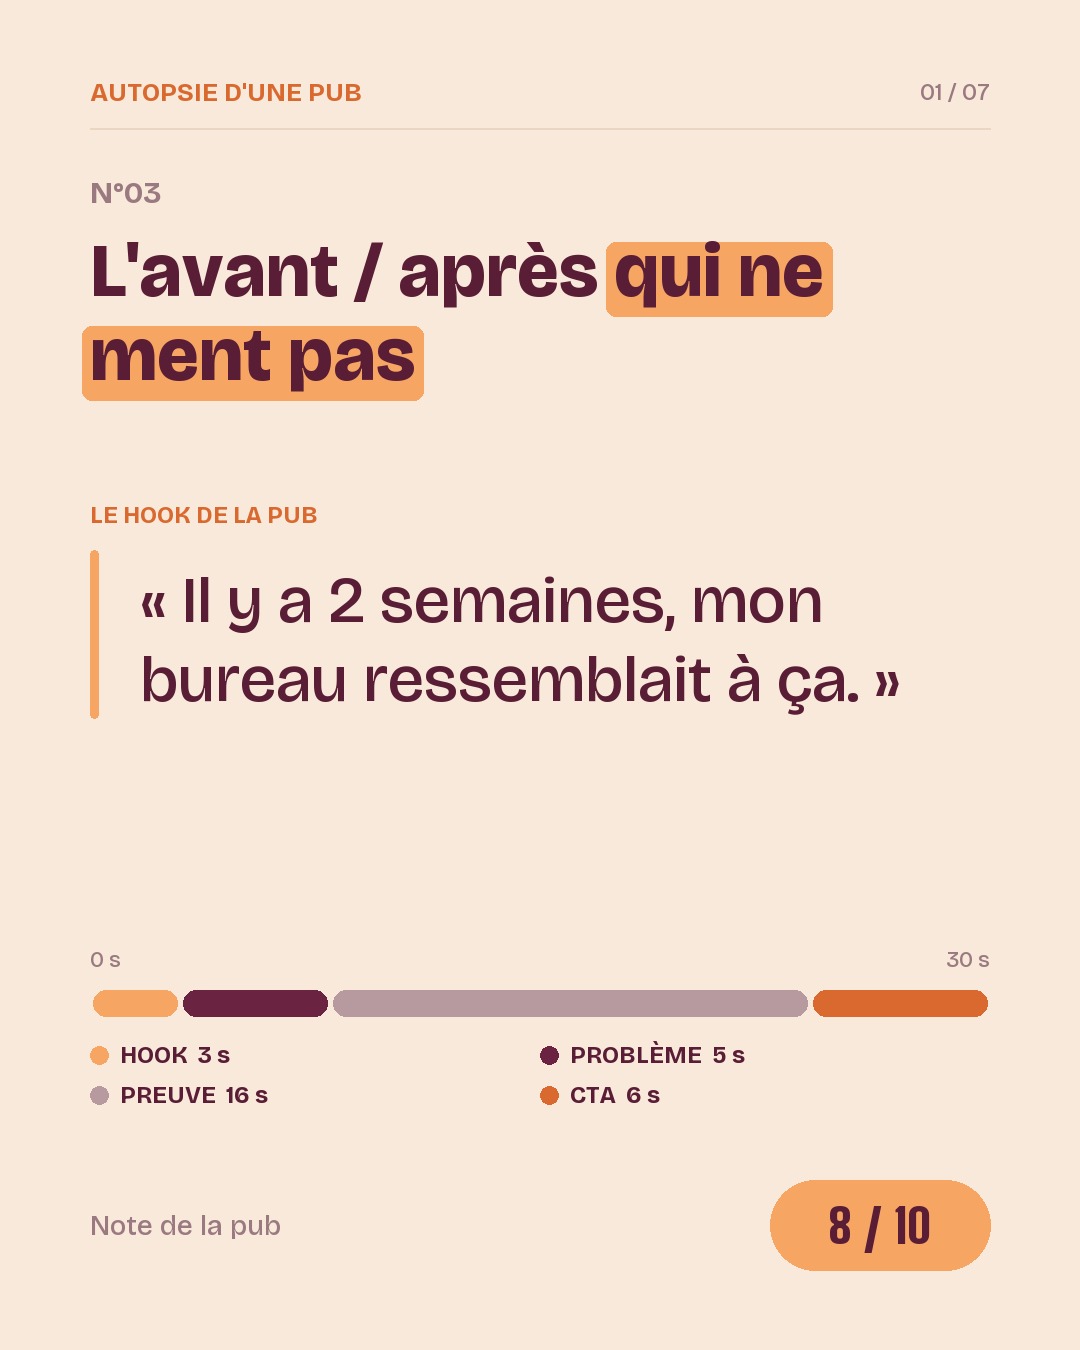 AUTOPSIE D'UNE PUB
01 / 07
N°03
L'avant / après qui ne
ment pas
LE HOOK DE LA PUB
« Il y a 2 semaines, mon
bureau ressemblait à ça. »
0 s
30 s
HOOK 3 s
PROBLÈME 5 s
PREUVE 16 s
CTA 6 s
Note de la pub
8 / 10